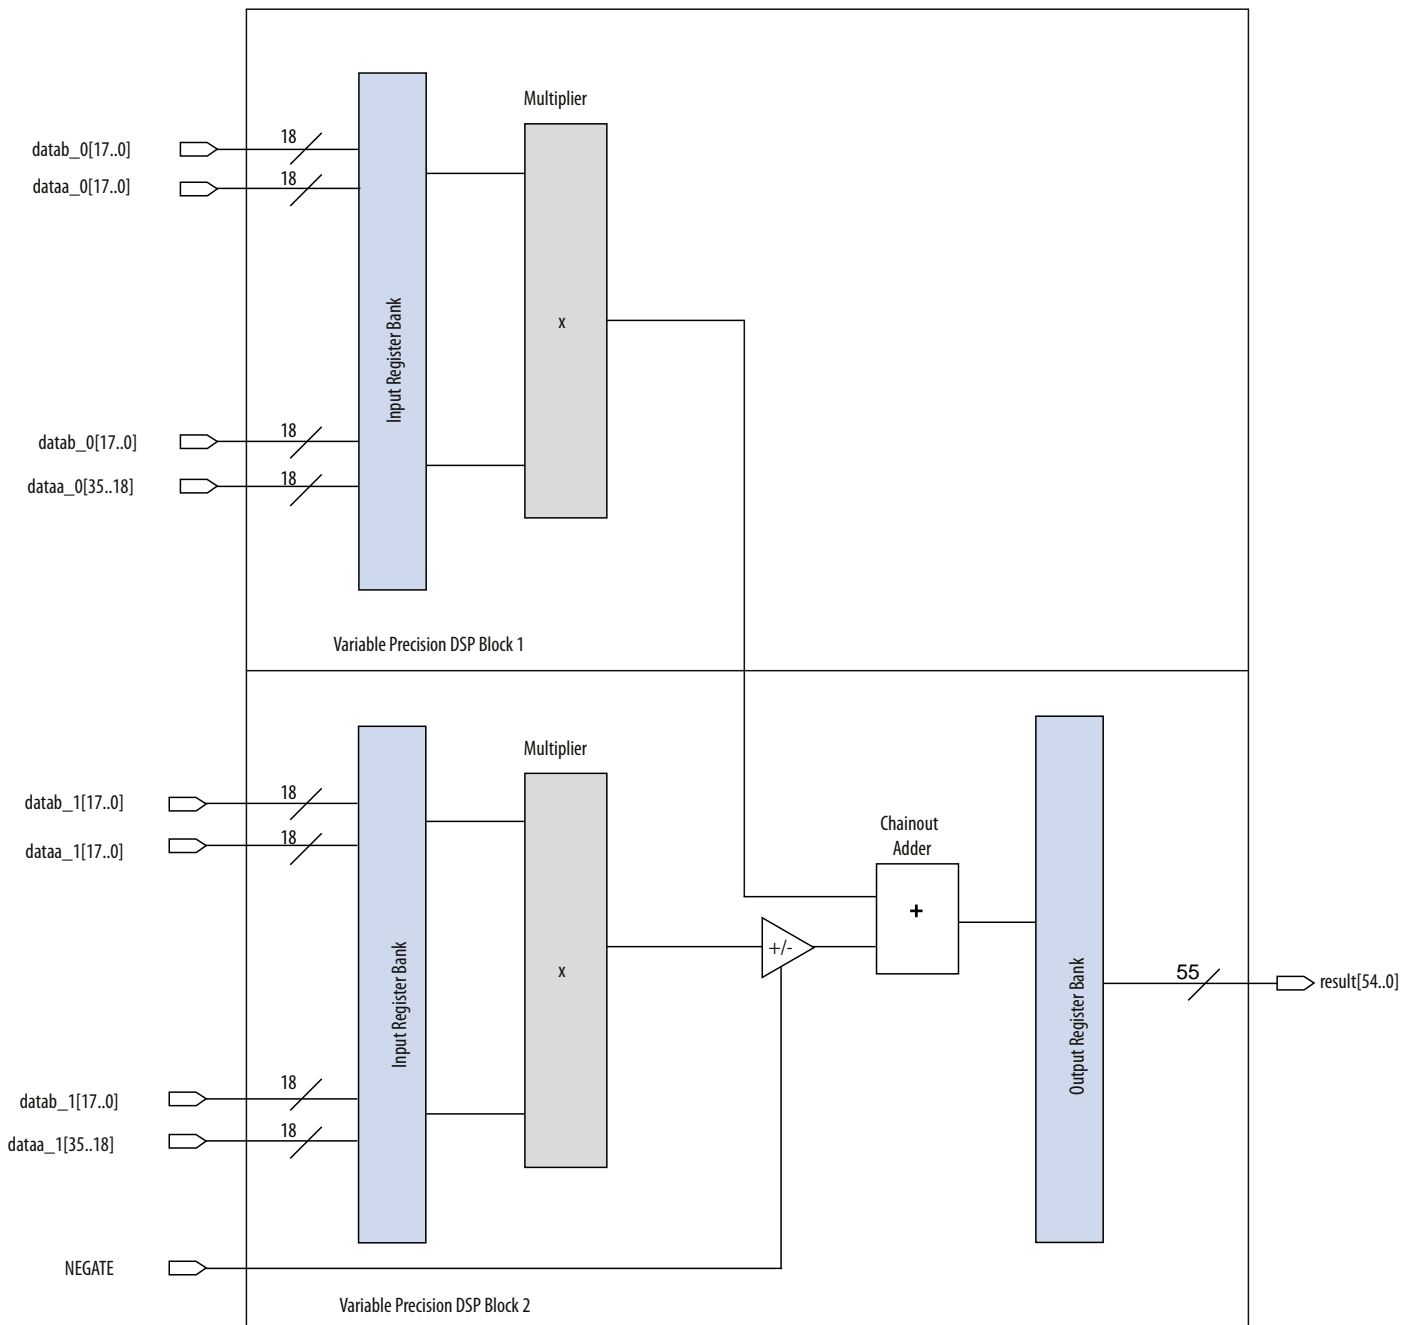 Multiplier
18
datab_0[17..0]
18
dataa_0[17..0]
Input Register Bank
x
18
datab_0[17..0]
18
dataa_0[35..18]
Variable Precision DSP Block 1
Multiplier
18
datab_1[17..0]
18
dataa_1[17..0]
Chainout
Adder
+
Input Register Bank
x
+/-
Output Register Bank
55
result[54..0]
18
datab_1[17..0]
18
dataa_1[35..18]
NEGATE
Variable Precision DSP Block 2